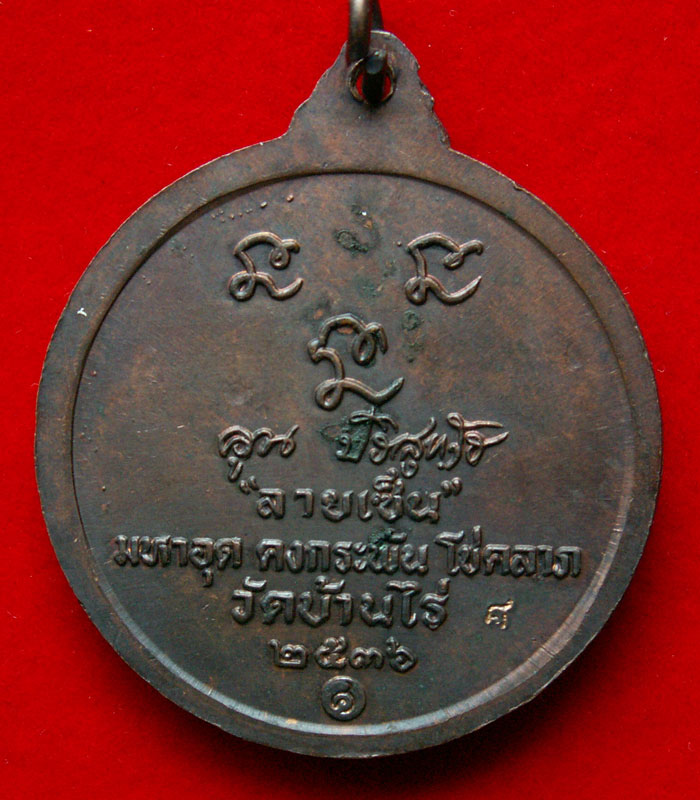 คุณ ปริสุทฺโธ
“ลายเซ็น”
มหาอุด คงกระพัน โชคลาภ
วัดบ้านไร่ ศ
๒๕๓๖